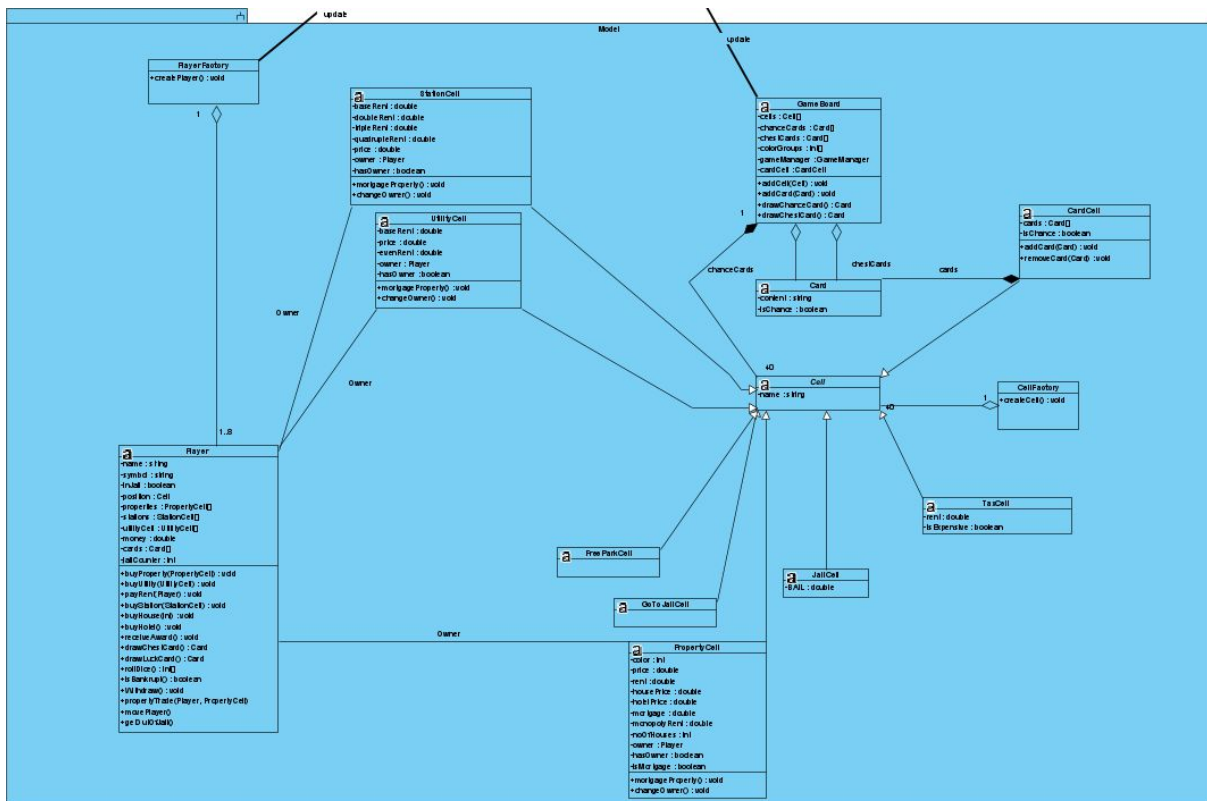 update
update
Model
PlayerFactory
+createPlayer() : void
1
StationCell
-baseRent : double
-doubleRent : double
-tripleRent : double
-quadrupleRent : double
-price : double
-owner : Player
-hasOwner : boolean
+mortgageProperty() : void
+changeOwner() : void
UtilityCell
-baseRent : double
-price : double
-evenRent : double
-owner : Player
-hasOwner : boolean
+mortgageProperty() : void
+changeOwner() : void
GameBoard
-cells : Cell[]
-chanceCards : Card[]
-chestCards : Card[]
-colorGroups : int[]
-gameManager : GameManager
-cardCell : CardCell
+addCell(Cell) : void
+addCard(Card) : void
+drawChanceCard() : Card
+drawChestCard() : Card
1
CardCell
-cards : Card[]
-isChance : boolean
+addCard(Card) : void
+removeCard(Card) : void
chanceCards
chestCards
cards
Card
-content : string
-isChance : boolean
Owner
Owner
40
Cell
-name : string
40
1
CellFactory
+createCell() : void
1..8
Player
-name : string
-symbol : string
-inJail : boolean
-position : Cell
-properties : PropertyCell[]
-stations : StationCell[]
-utilityCell : UtilityCell[]
-money : double
-cards : Card[]
-jailCounter : int
+buyProperty(PropertyCell) : void
+buyUtility(UtilityCell) : void
+payRent(Player) : void
+buyStation(StationCell) : void
+buyHouse(int) : void
+buyHotel() : void
+receiveAward() : void
+drawChestCard() : Card
+drawLuckCard() : Card
+rollDice() : int[]
+isBankrupt() : boolean
+Withdraw() : void
+propertyTrade(Player, PropertyCell)
+movePlayer()
+getOutOfJail()
TaxCell
-rent : double
-isExpensive : boolean
FreeParkCell
JailCell
-BAIL : double
GoToJailCell
Owner
PropertyCell
-color : int
-price : double
-rent : double
-housePrice : double
-hotelPrice : double
-mortgage : double
-monopolyRent : double
-noOfHouses : int
-owner : Player
-hasOwner : boolean
-isMortgage : boolean
+mortgageProperty() : void
+changeOwner() : void